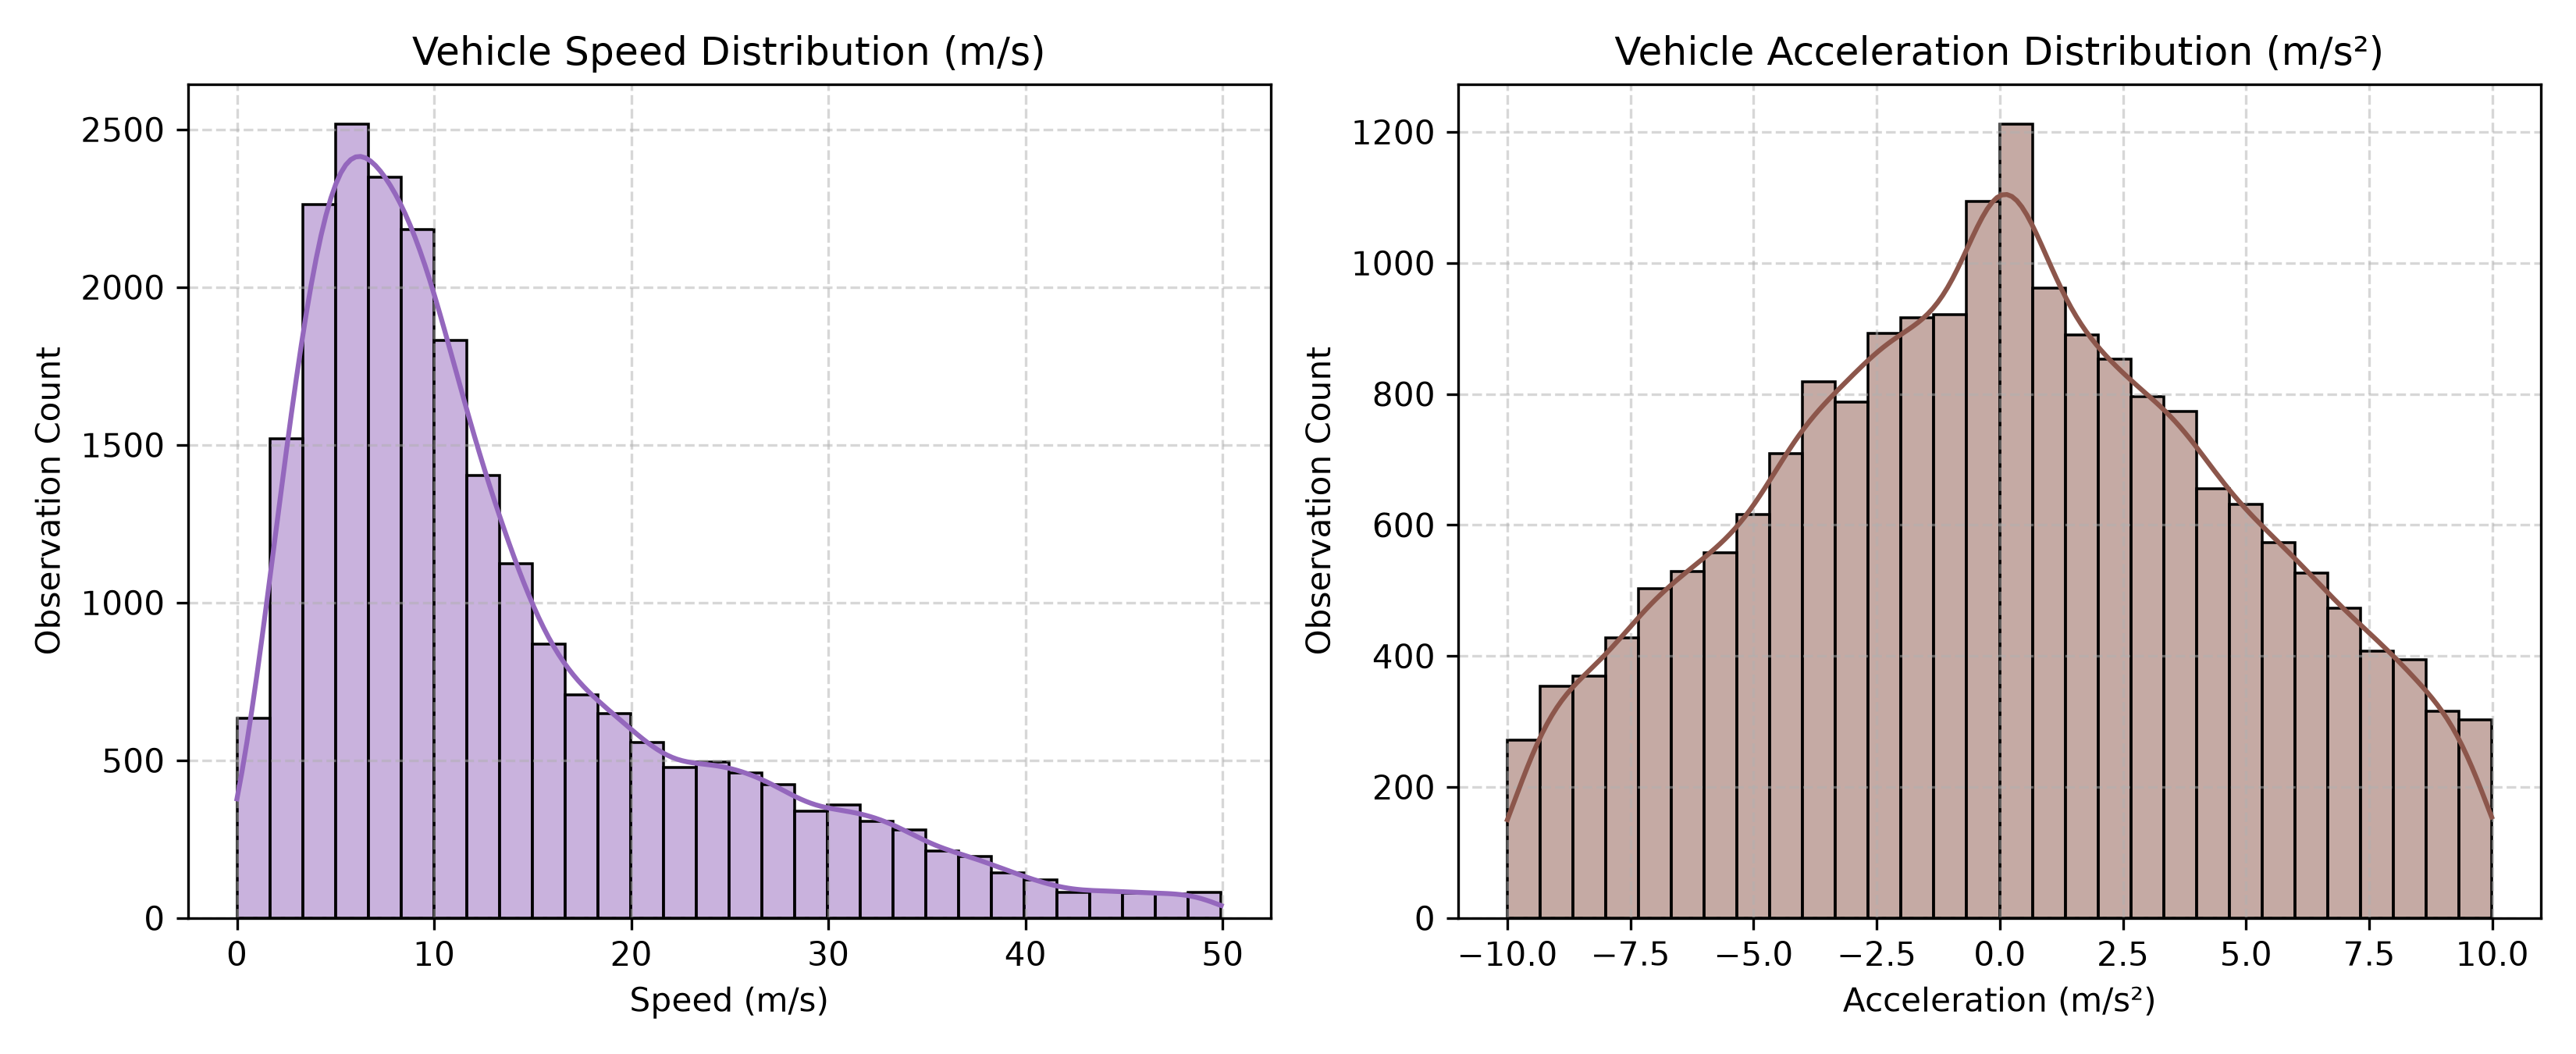 Vehicle Speed Distribution (m/s)
Observation Count
2500
2000
1500
1000
500
0
0 10 20 30 40 50
Speed (m/s)
Vehicle Acceleration Distribution (m/s²)
Observation Count
1200
1000
800
600
400
200
0
−10.0 −7.5 −5.0 −2.5 0.0 2.5 5.0 7.5 10.0
Acceleration (m/s²)